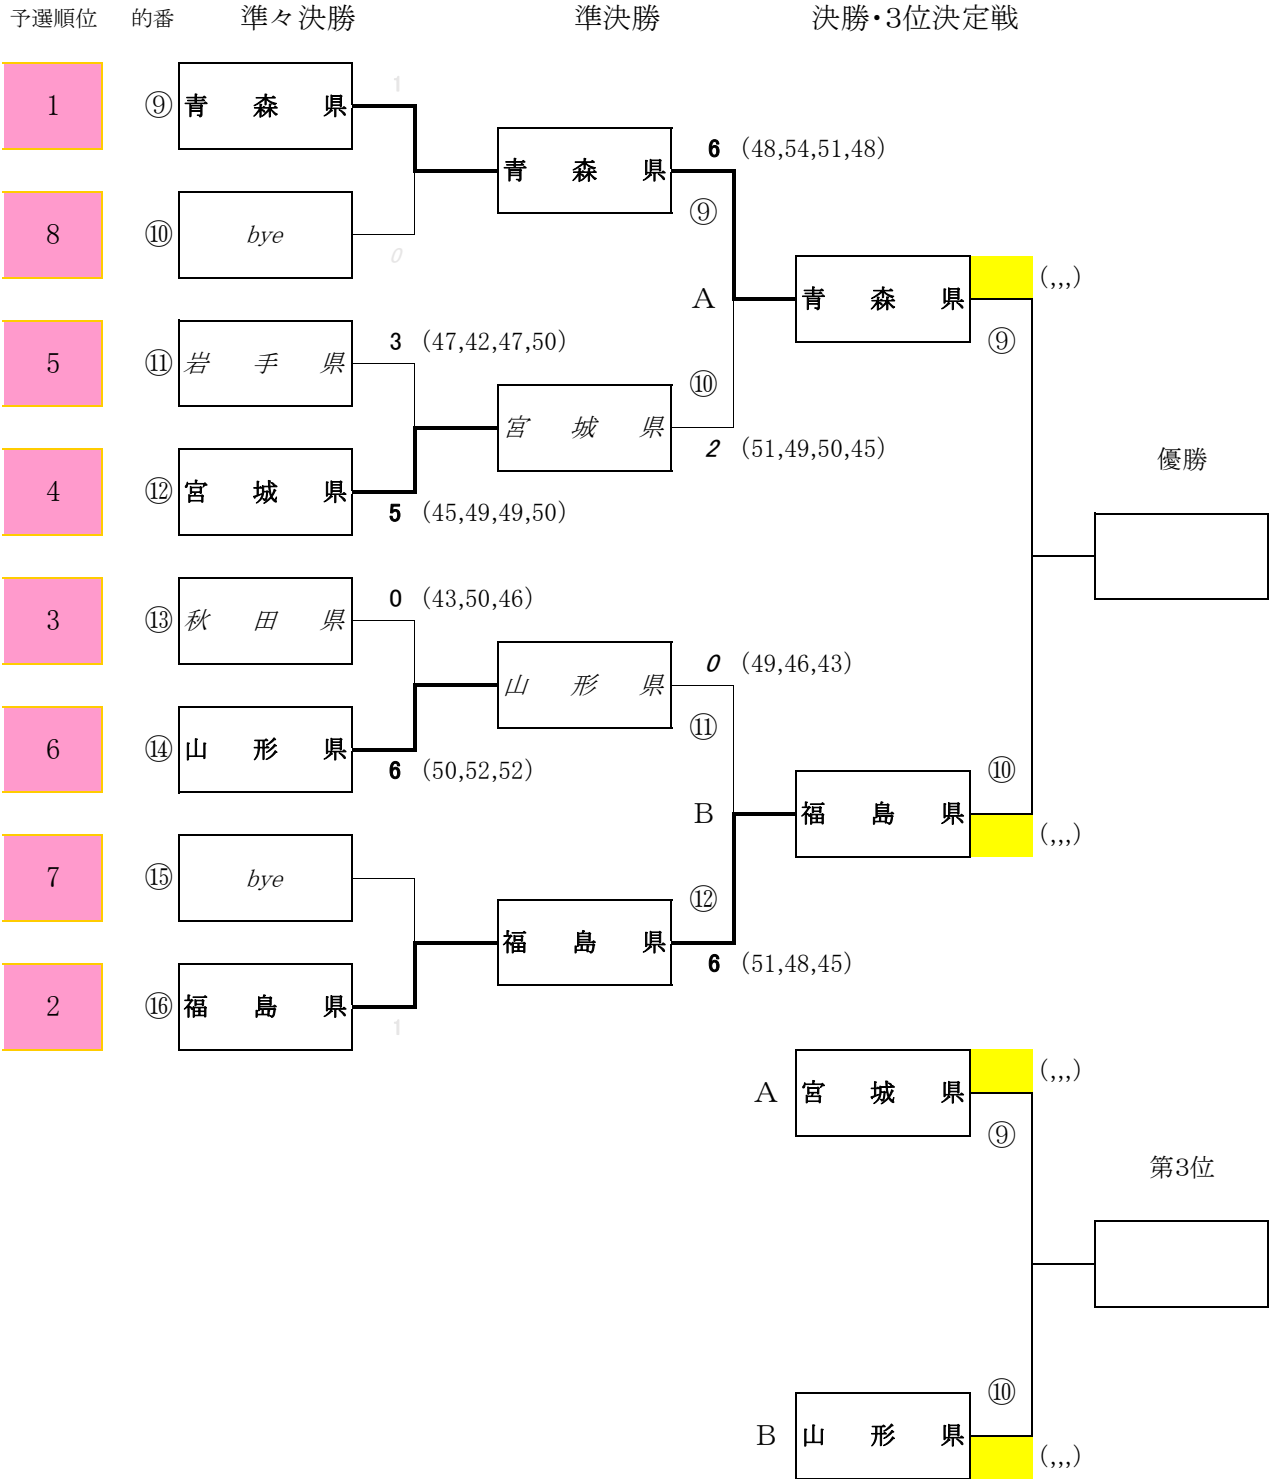 予選順位 的番 準々決勝 準決勝 決勝・3位決定戦
1 ⑨ 青森県 1
青森県 6 (48,54,51,48)
⑨
8 ⑩ bye 0
A 青森県 (,,,)
⑨
5 ⑪ 岩手県 3 (47,42,47,50)
⑩
宮城県 2 (51,49,50,45)
優勝
4 ⑫ 宮城県 5 (45,49,49,50)
3 ⑬ 秋田県 0 (43,50,46)
山形県 0 (49,46,43)
⑪
6 ⑭ 山形県 6 (50,52,52)
⑩
B 福島県 (,,,)
7 ⑮ bye
⑫
福島県 6 (51,48,45)
2 ⑯ 福島県 1
A 宮城県 (,,,)
⑨
第3位
⑩
B 山形県 (,,,)